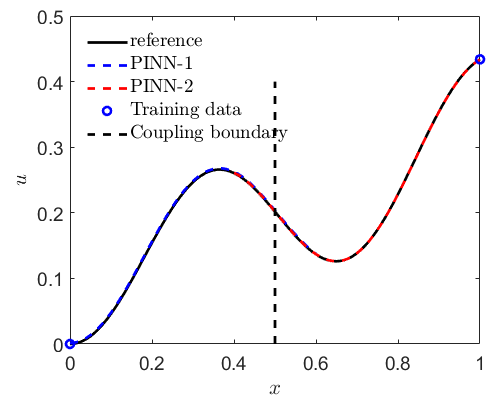 0.5
reference
PINN-1
PINN-2
Training data
Coupling boundary
0.4
0.3
0.2
0.1
0
u
0
0.2
0.4
0.6
0.8
1
x